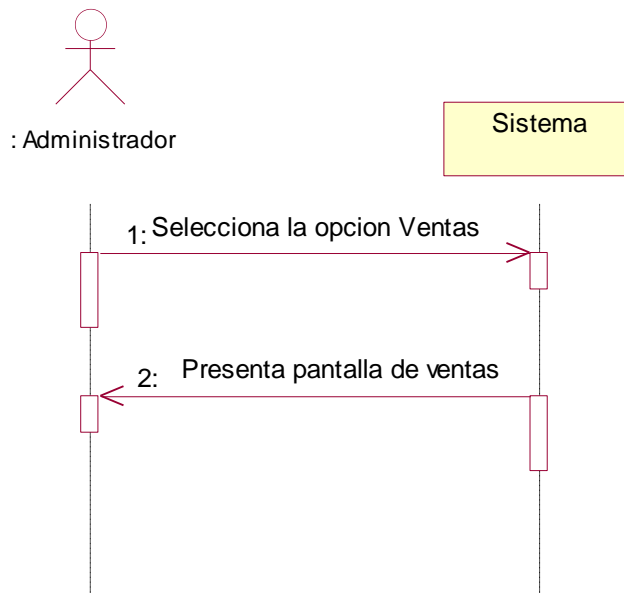 : Administrador
Sistema
1: Selecciona la opcion Ventas
2: Presenta pantalla de ventas